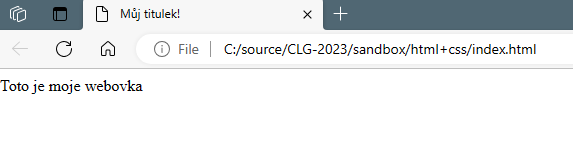 Můj titulek!
File | C:/source/CLG-2023/sandbox/html+css/index.html
Toto je moje webovka